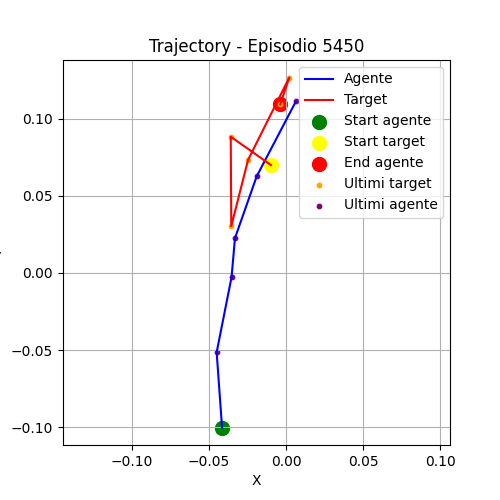 Trajectory - Episodio 5450
Agente
Target
Start agente
Start target
End agente
Ultimi target
Ultimi agente
0.10
0.05
0.00
−0.05
−0.10
−0.10
−0.05
0.00
0.05
0.10
X